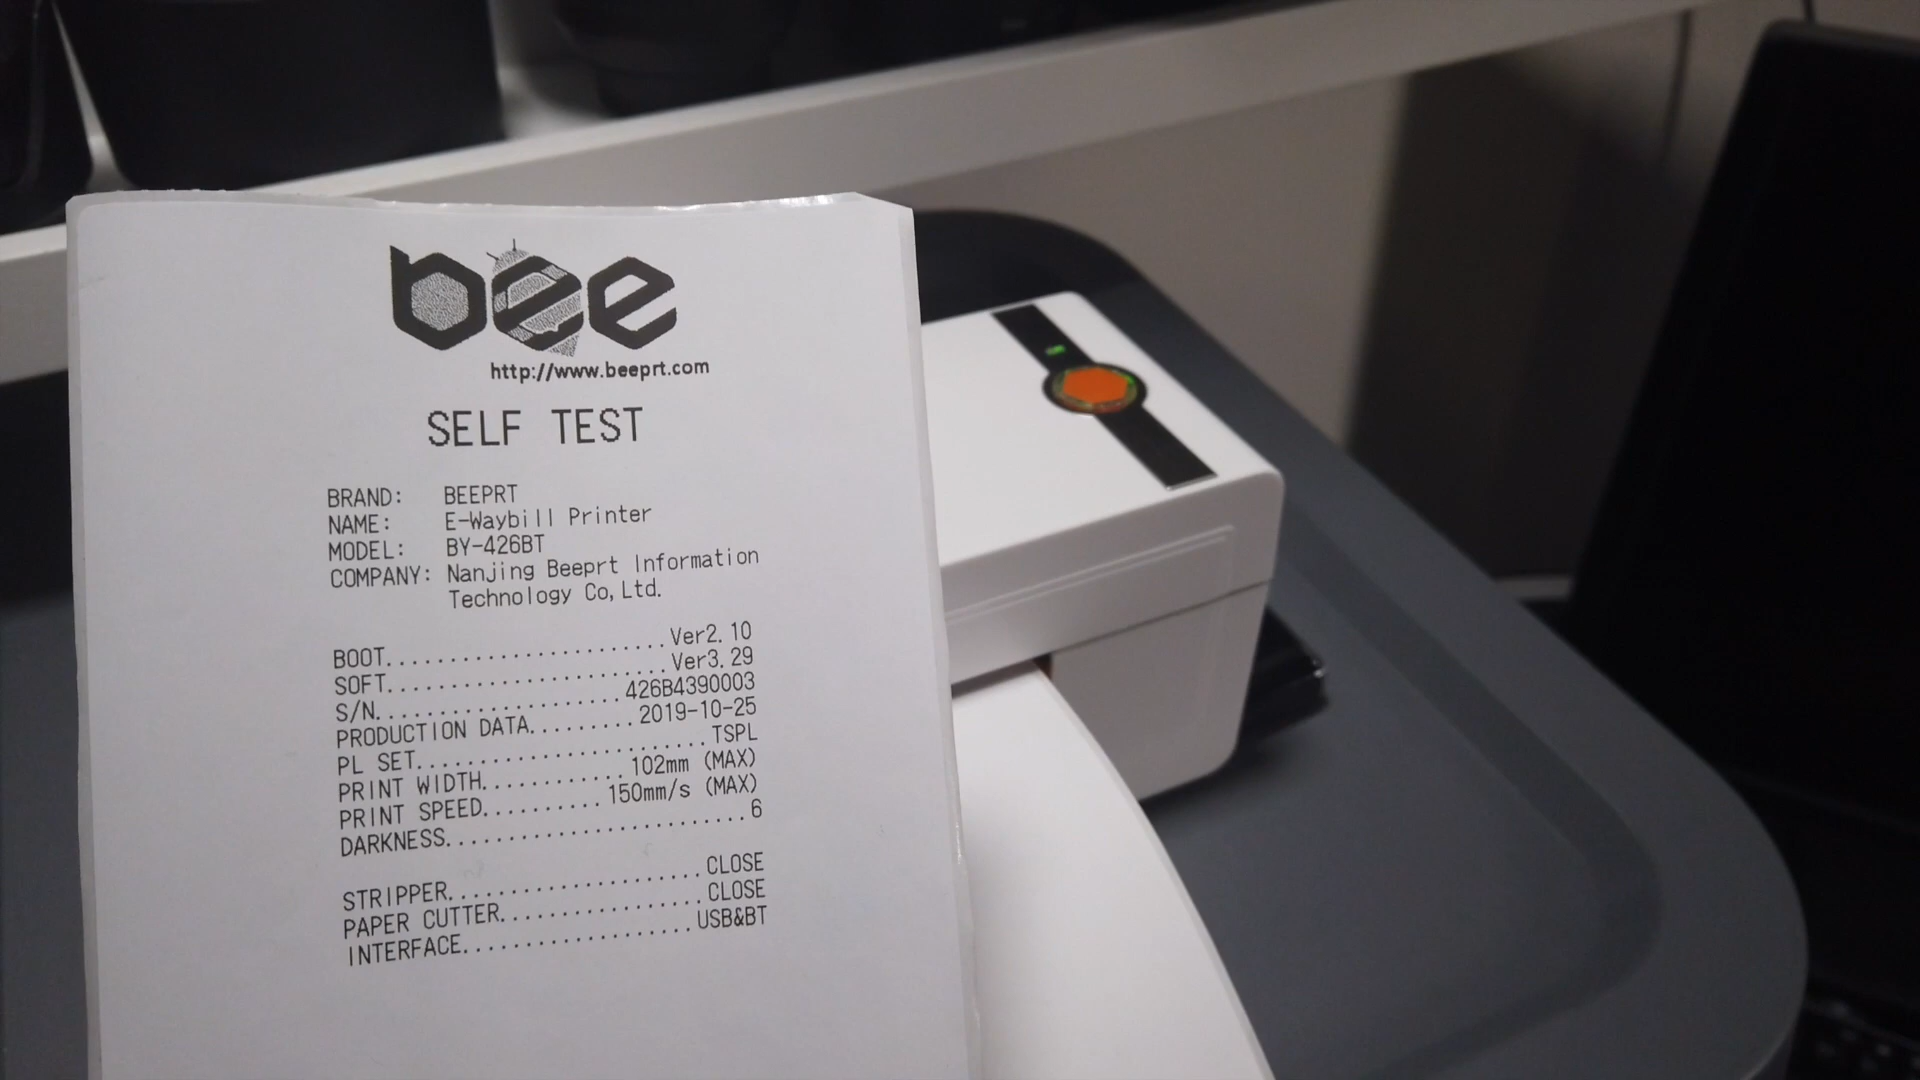 bee
http://www.beeprt.com
SELF TEST
BRAND: BEEPRT
NAME: E-Waybill Printer
MODEL: BY-426BT
COMPANY: Nanjing Beeprt Information
Technology Co,Ltd.
BOOT......................Ver2.10
SOFT......................Ver3.29
S/N...................426B4390003
PRODUCTION DATA.........2019-10-25
PL SET.......................TSPL
PRINT WIDTH............102mm (MAX)
PRINT SPEED..........150mm/s (MAX)
DARKNESS........................6
STRIPPER....................CLOSE
PAPER CUTTER................CLOSE
INTERFACE..................USB&BT